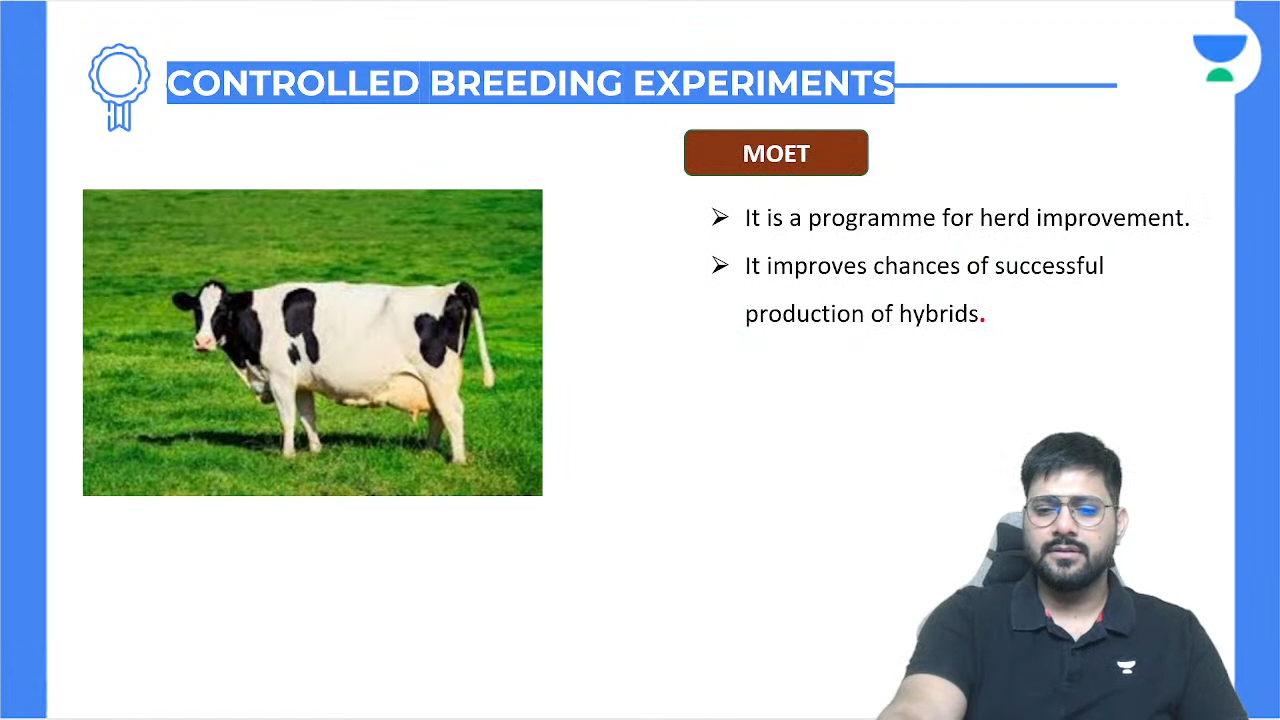 CONTROLLED BREEDING EXPERIMENTS
MOET
It is a programme for herd improvement.
It improves chances of successful
production of hybrids.